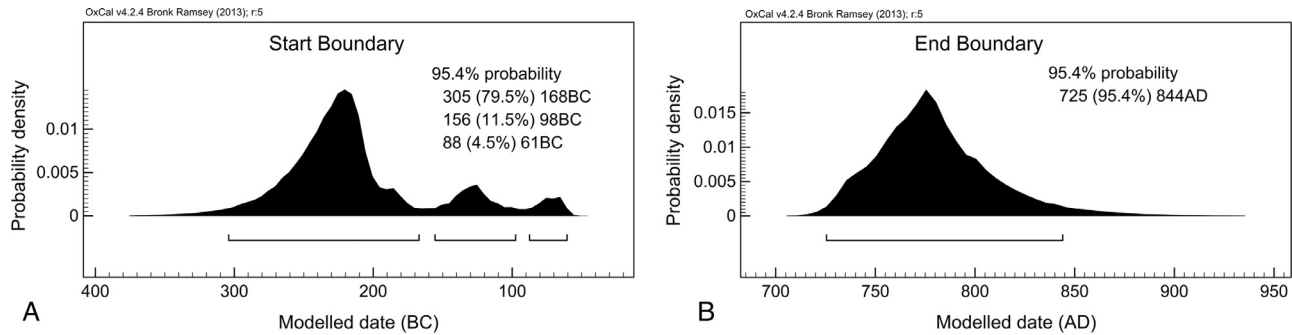 OxCal v4.2.4 Bronk Ramsey (2013); r:5
Start Boundary
95.4% probability
305 (79.5%) 168BC
156 (11.5%) 98BC
88 (4.5%) 61BC
Probability density
0.01
0.005
0
400 300 200 100
Modelled date (BC)
A
OxCal v4.2.4 Bronk Ramsey (2013); r:5
End Boundary
95.4% probability
725 (95.4%) 844AD
Probability density
0.015
0.01
0.005
0
700 750 800 850 900 950
Modelled date (AD)
B